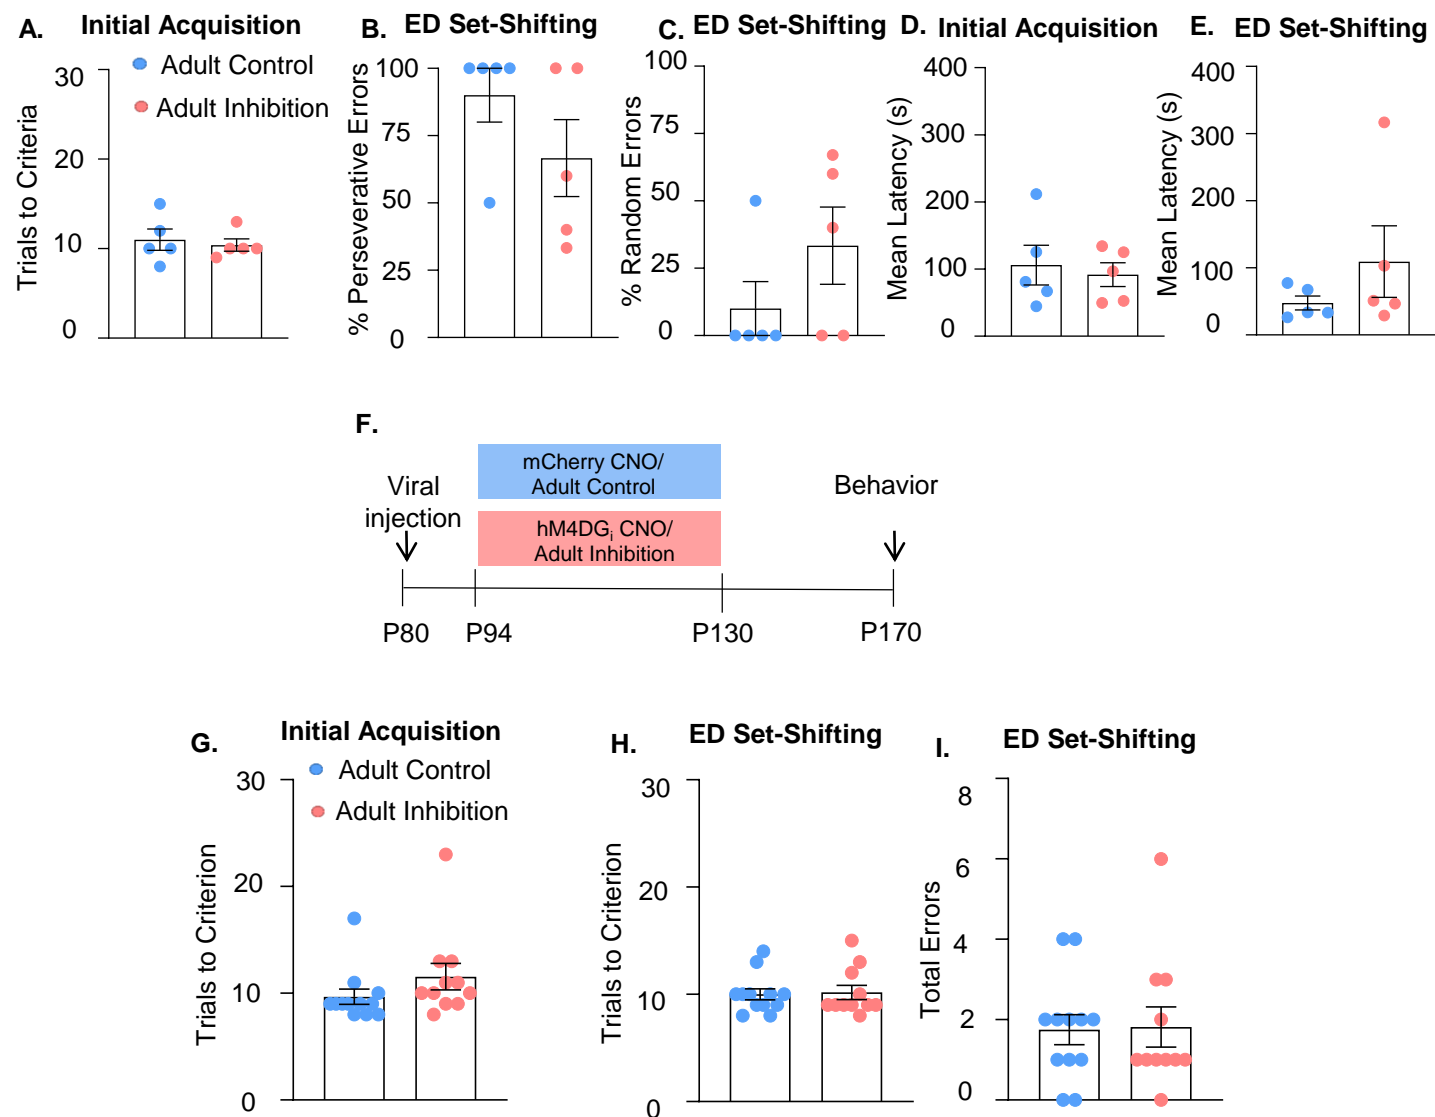 A. Initial Acquisition
Adult Control
Adult Inhibition
Trials to Criteria
30
20
10
0
B. ED Set-Shifting
% Perseverative Errors
100
75
50
25
0
C. ED Set-Shifting
% Random Errors
100
75
50
25
0
D. Initial Acquisition
Mean Latency (s)
400
300
200
100
0
E. ED Set-Shifting
Mean Latency (s)
400
300
200
100
0
F.
Viral
injection
mCherry CNO/
Adult Control
hM4DGi CNO/
Adult Inhibition
Behavior
P80 P94 P130 P170
G. Initial Acquisition
Adult Control
Adult Inhibition
Trials to Criterion
30
20
10
0
H. ED Set-Shifting
Trials to Criterion
30
20
10
0
I. ED Set-Shifting
Total Errors
8
6
4
2
0